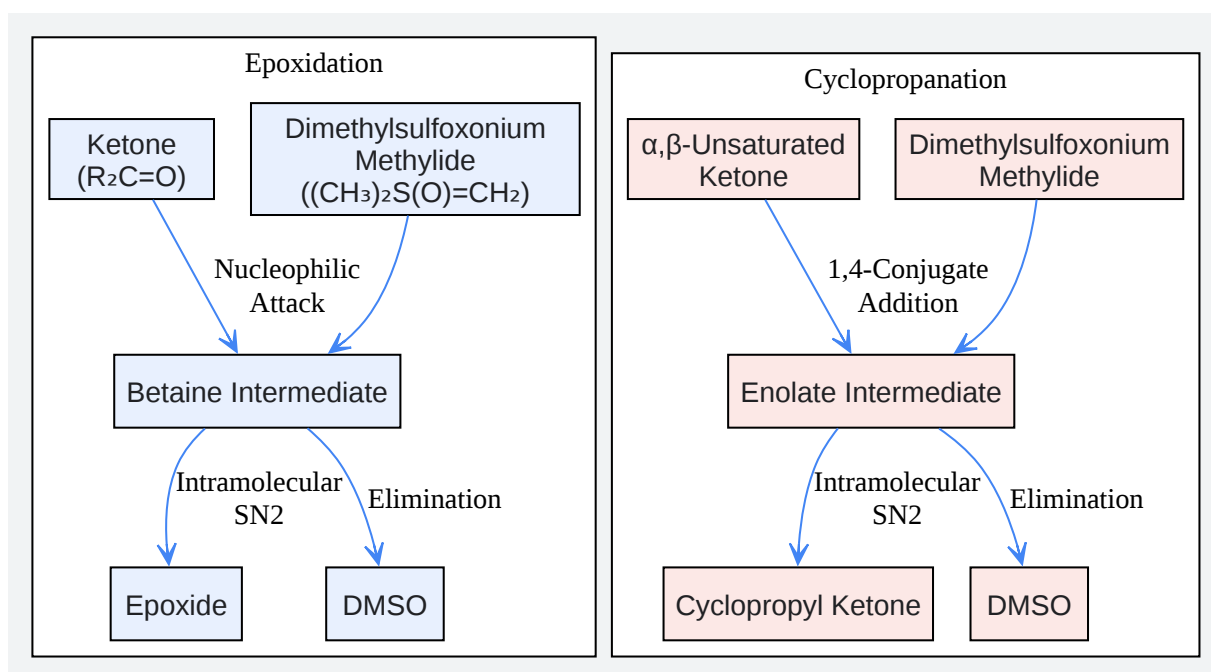 Epoxidation
Ketone
(R₂C=O)
Dimethylsulfoxonium
Methylide
((CH₃)₂S(O)=CH₂)
Nucleophilic
Attack
Betaine Intermediate
Intramolecular
SN2
Elimination
Epoxide
DMSO
Cyclopropanation
α,β-Unsaturated
Ketone
Dimethylsulfoxonium
Methylide
1,4-Conjugate
Addition
Enolate Intermediate
Intramolecular
SN2
Elimination
Cyclopropyl Ketone
DMSO